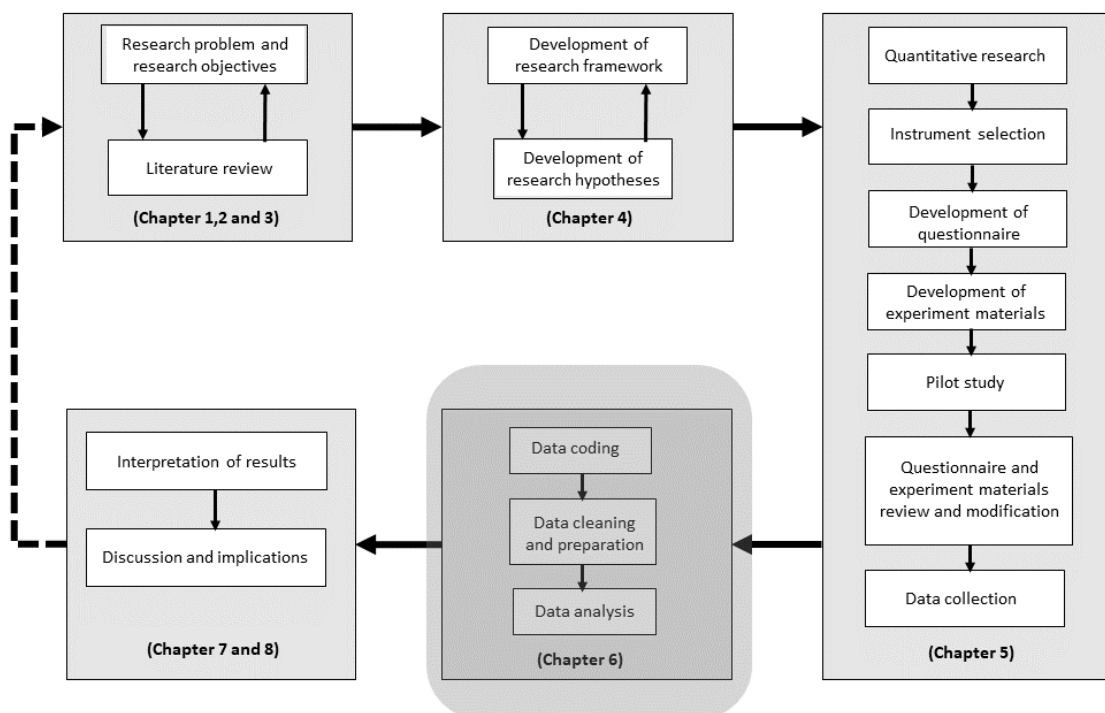 Research problem and
research objectives
Literature review
(Chapter 1,2 and 3)
Development of
research framework
Development of
research hypotheses
(Chapter 4)
Quantitative research
Instrument selection
Development of
questionnaire
Development of
experiment materials
Pilot study
Questionnaire and
experiment materials
review and modification
Data collection
(Chapter 5)
Data coding
Data cleaning
and preparation
Data analysis
(Chapter 6)
Interpretation of results
Discussion and implications
(Chapter 7 and 8)